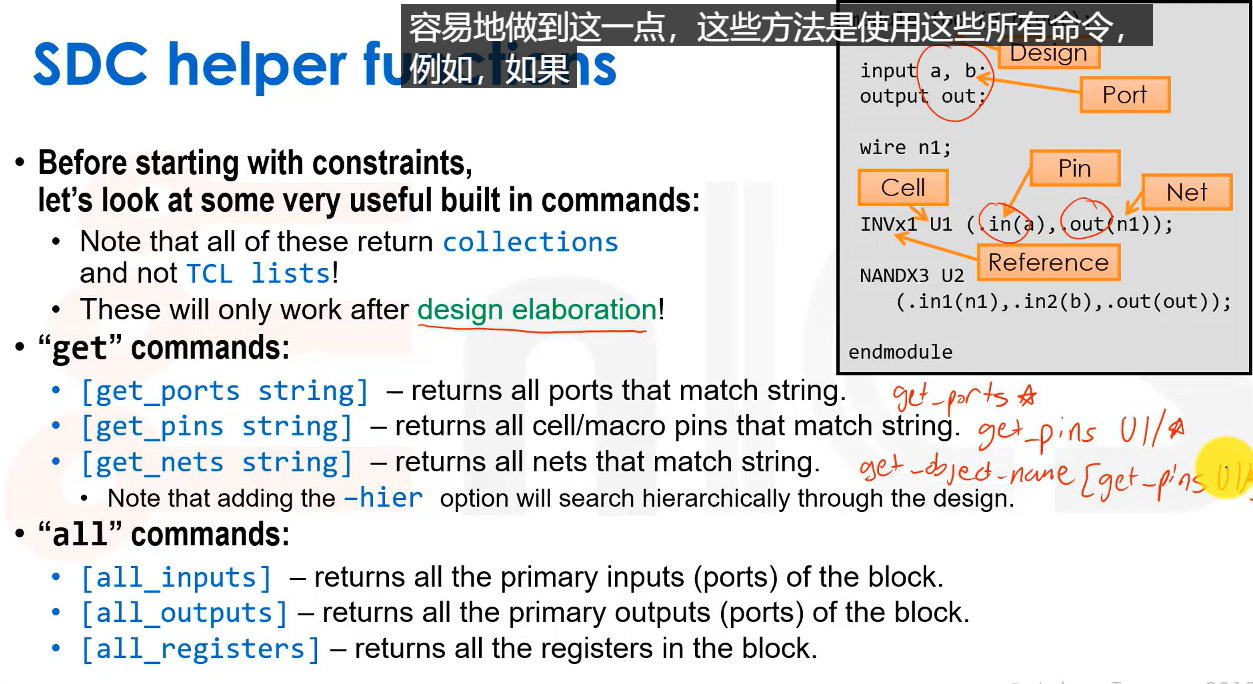 容易地做到这一点，这些方法是使用这些所有命令，
例如，如果
SDC helper functions
• Before starting with constraints,
let's look at some very useful built in commands:
• Note that all of these return collections
and not TCL lists!
• These will only work after design elaboration!
• “get” commands:
• [get_ports string] – returns all ports that match string.
• [get_pins string] – returns all cell/macro pins that match string.
• [get_nets string] – returns all nets that match string.
• Note that adding the –hier option will search hierarchically through the design.
• “all” commands:
• [all_inputs] – returns all the primary inputs (ports) of the block.
• [all_outputs] – returns all the primary outputs (ports) of the block.
• [all_registers] – returns all the registers in the block.
Design
input a, b;
output out;
Port
wire n1;
Pin
Cell
Net
INVx1 U1 (.in(a),.out(n1));
Reference
NANDX3 U2
(.in1(n1),.in2(b),.out(out));
endmodule
get_ports *
get_pins U1/*
get_object_name [get_pins U1/